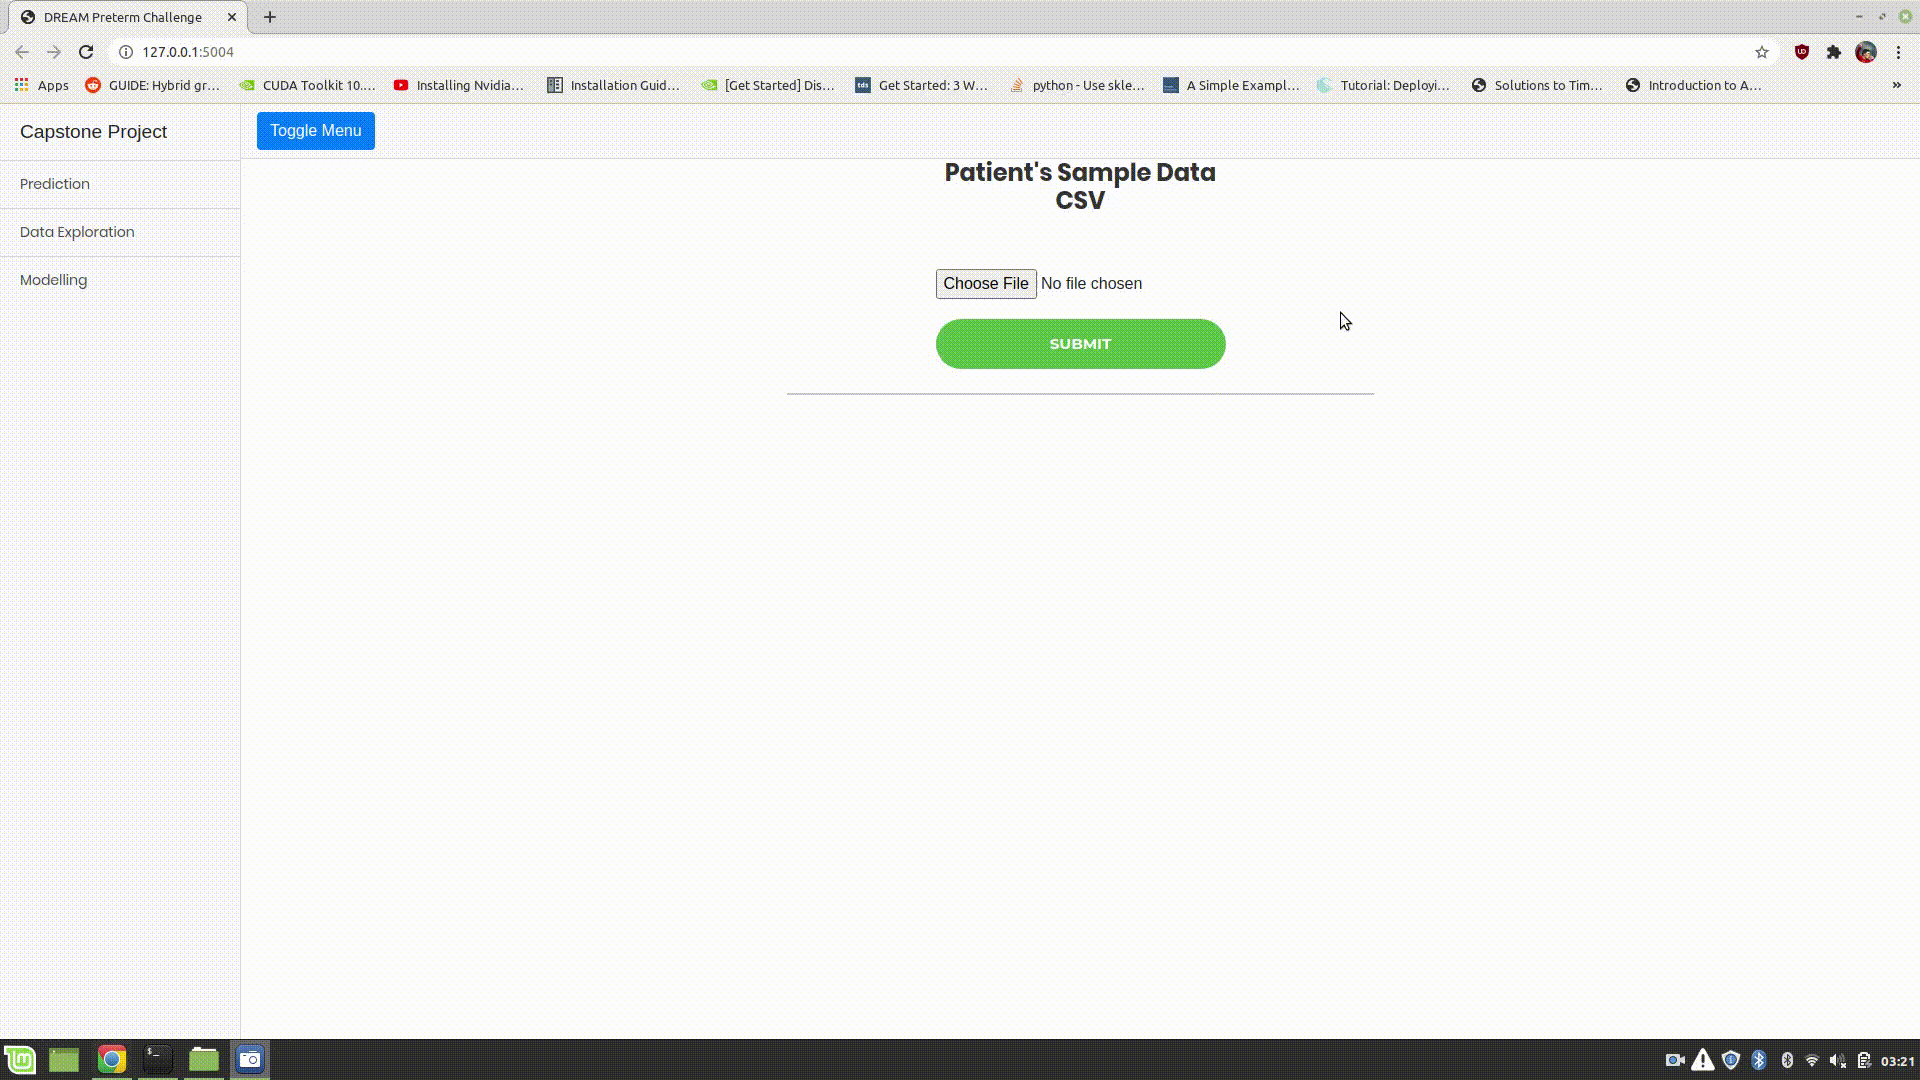 DREAM Preterm Challenge
127.0.0.1:5004
Apps GUIDE: Hybrid gr... CUDA Toolkit 10.... Installing Nvidia... Installation Guid... [Get Started] Dis... Get Started: 3 W... python - Use skle... A Simple Exampl... Tutorial: Deployi... Solutions to Tim... Introduction to A... »
Capstone Project
Toggle Menu
Prediction
Data Exploration
Modelling
Patient's Sample Data
CSV
Choose File No file chosen
SUBMIT
03:21